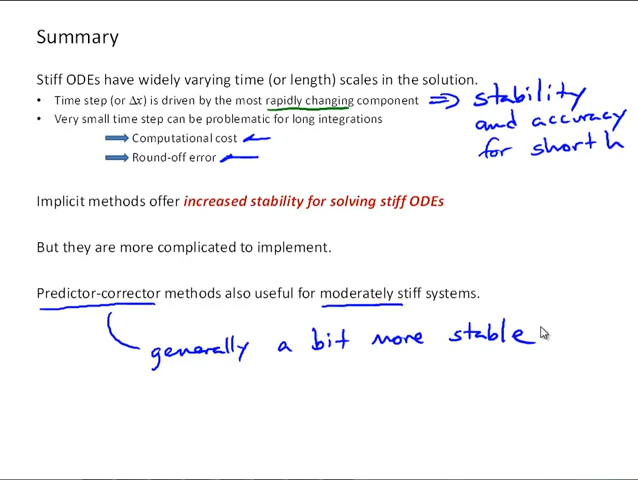 Summary
Stiff ODEs have widely varying time (or length) scales in the solution.
• Time step (or Δx) is driven by the most rapidly changing component ⇒ stability
and accuracy
for short h
• Very small time step can be problematic for long integrations
Computational cost
Round-off error
Implicit methods offer increased stability for solving stiff ODEs
But they are more complicated to implement.
Predictor-corrector methods also useful for moderately stiff systems.
generally a bit more stable